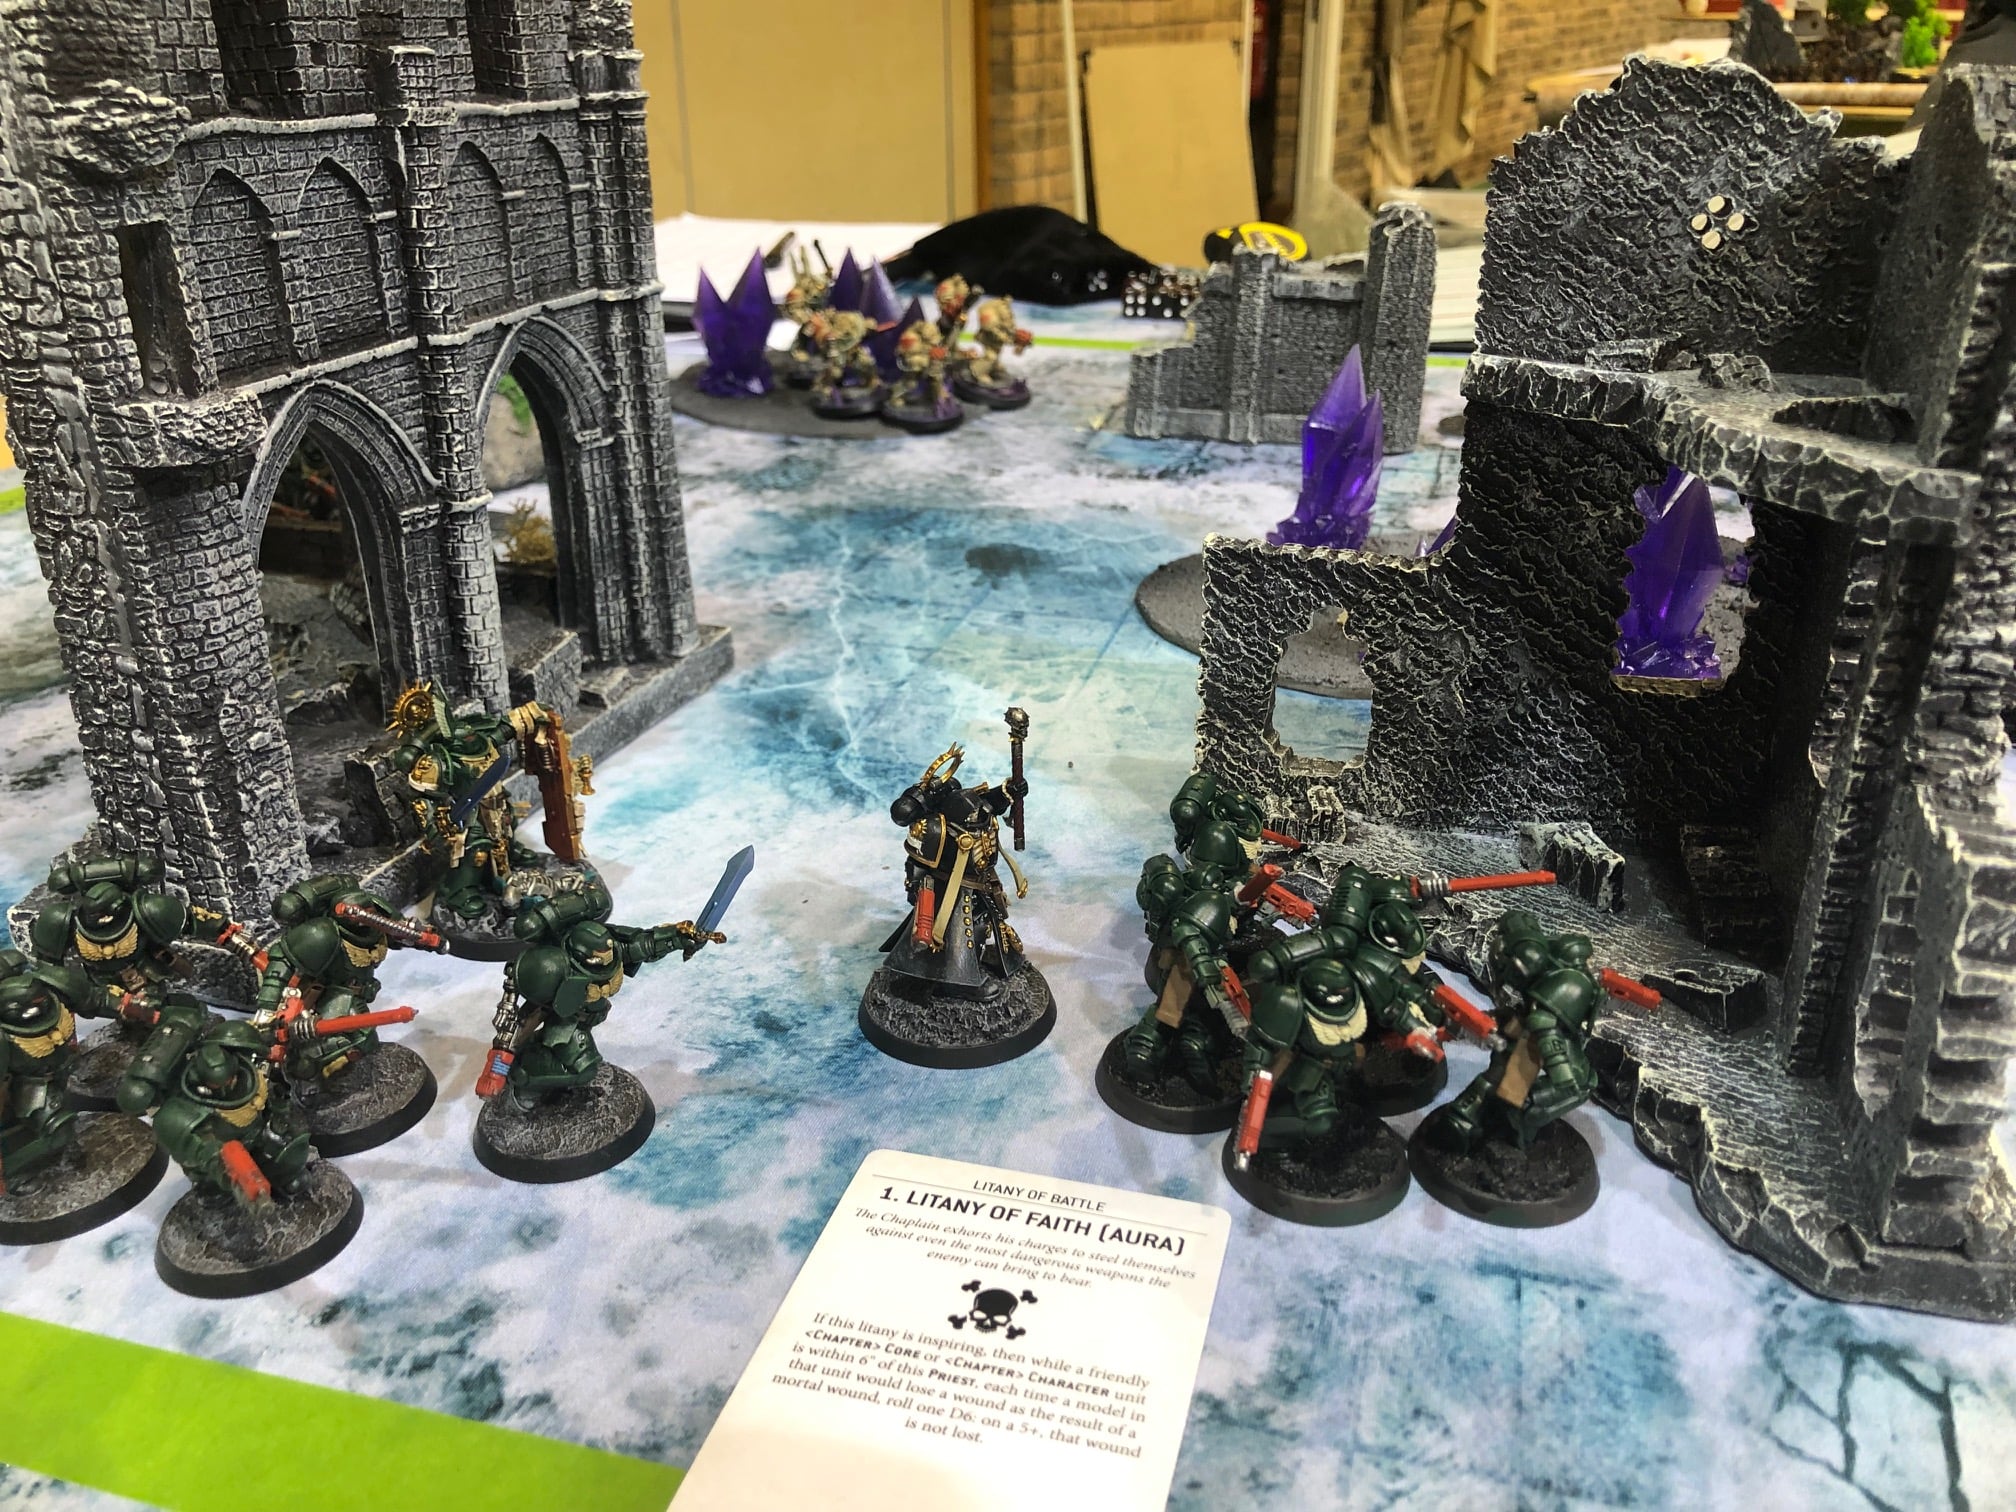 LITANY OF BATTLE
1. LITANY OF FAITH (AURA)
The Chaplain exhorts his charges to steel themselves
against even the most dangerous weapons the
enemy can bring to bear.
If this litany is inspiring, then while a friendly
<CHAPTER> CORE or <CHAPTER> CHARACTER unit
is within 6" of this PRIEST, each time a model in
that unit would lose a wound as the result of a
mortal wound, roll one D6: on a 5+, that wound
is not lost.